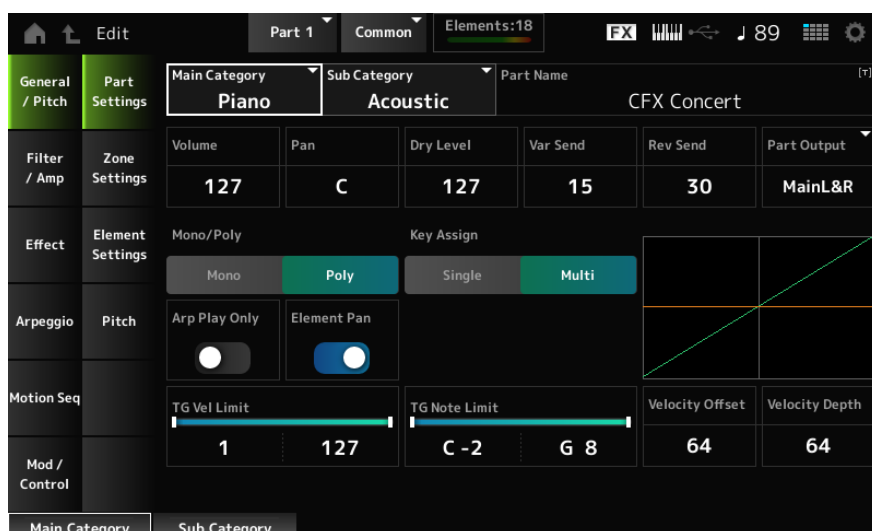 Edit
Part 1
Common
Elements:18
FX
♩ 89
General
/ Pitch
Part
Settings
Main Category
Piano
Sub Category
Acoustic
Part Name
[T]
CFX Concert
Filter
/ Amp
Zone
Settings
Volume
127
Pan
C
Dry Level
127
Var Send
15
Rev Send
30
Part Output
MainL&R
Effect
Element
Settings
Mono/Poly
Mono
Poly
Key Assign
Single
Multi
Arpeggio
Pitch
Arp Play Only
Element Pan
Motion Seq
TG Vel Limit
1
127
TG Note Limit
C -2
G 8
Velocity Offset
64
Velocity Depth
64
Mod /
Control
Main Category
Sub Category